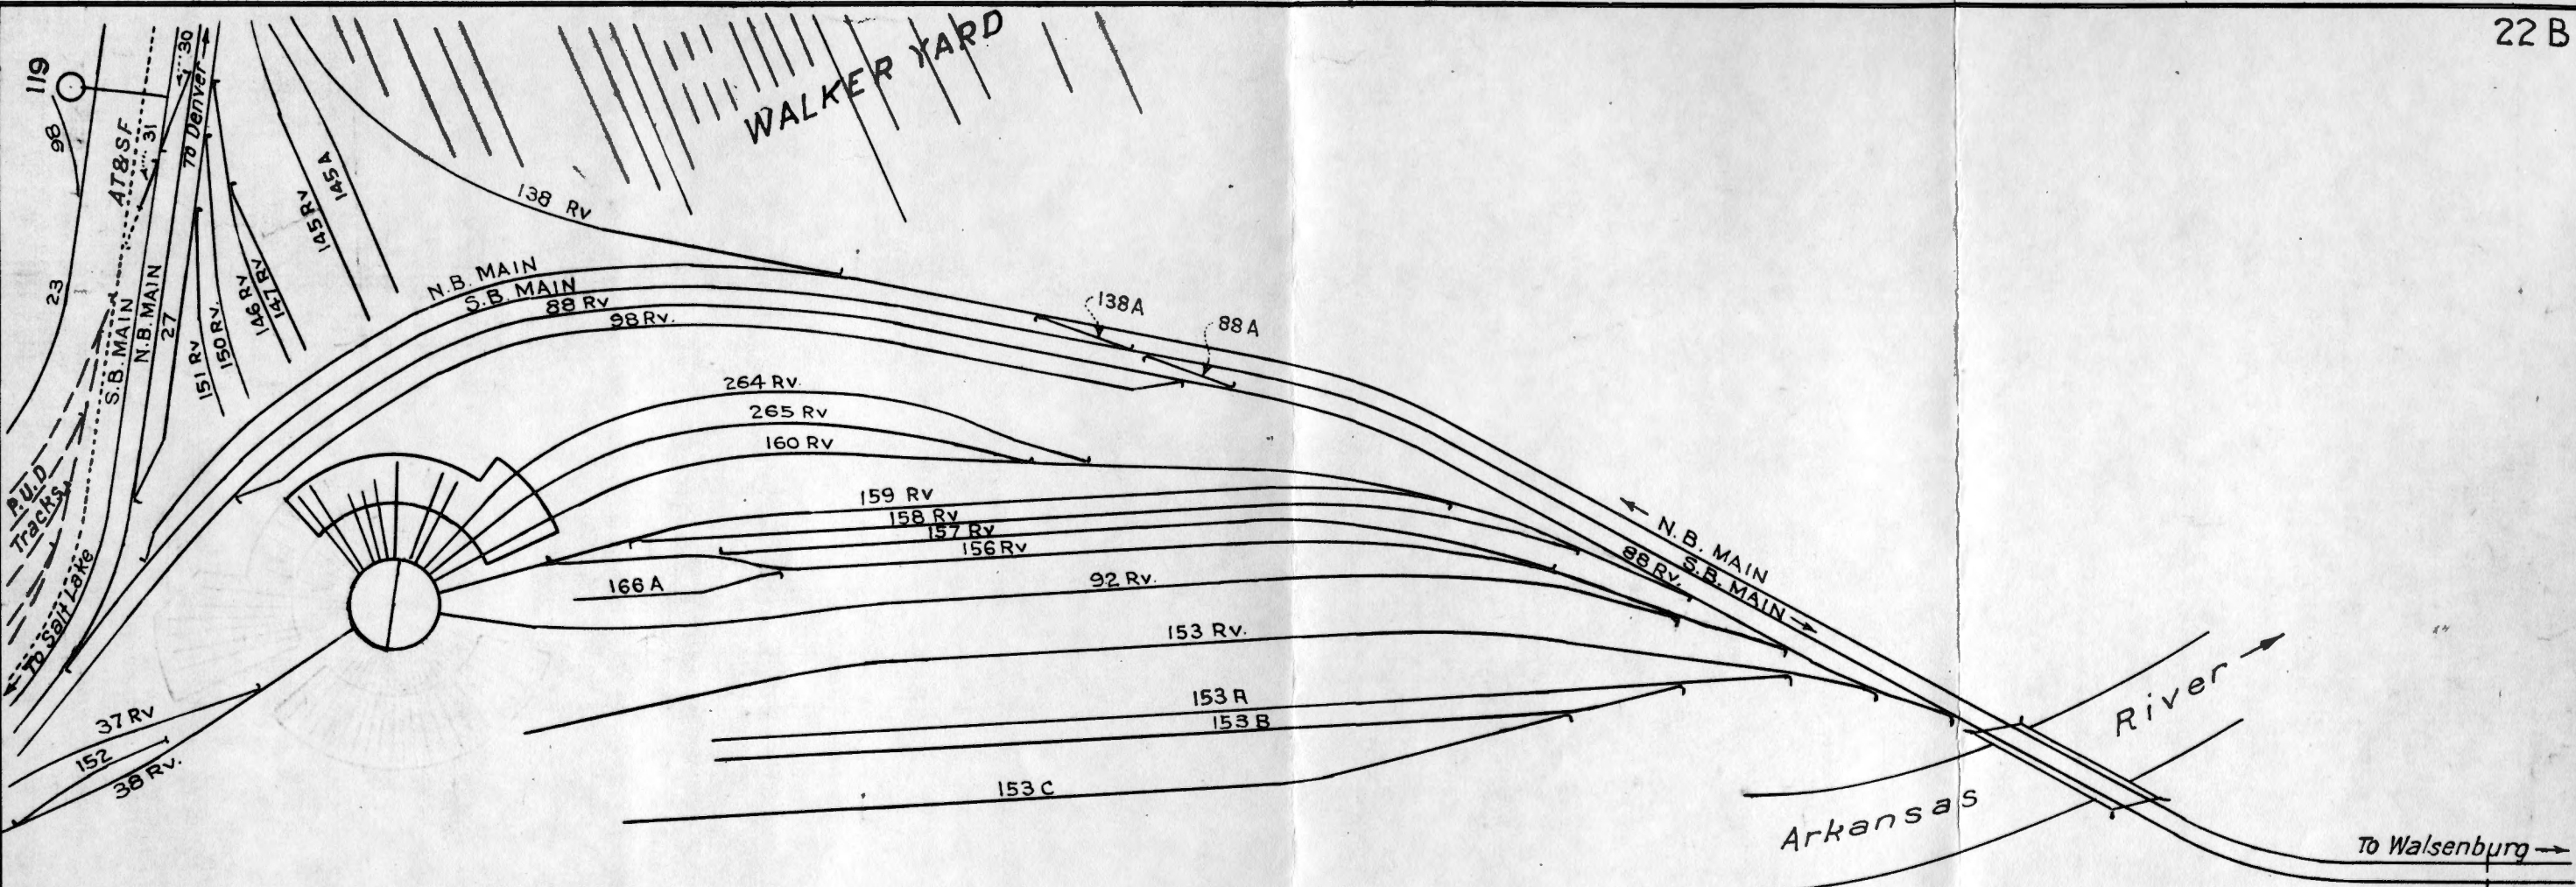 22 B
WALKER YARD
119
98
AT&SF
30
31
To Denver
23
S.B. MAIN
N.B. MAIN
27
151 Rv
150 Rv.
146 Rv
147 Rv
145 Rv
145 A
138 Rv
N.B. MAIN
S.B. MAIN
88 Rv
98 Rv.
138A
88A
264 Rv.
265 Rv
160 Rv
159 Rv
158 Rv
157 Rv
156 Rv
166 A
92 Rv.
153 Rv.
153 A
153 B
153 C
P.U.D
Tracks
To Salt Lake
37 Rv
152
38 Rv.
N.B. MAIN
S.B. MAIN
88 Rv.
Arkansas River
To Walsenburg